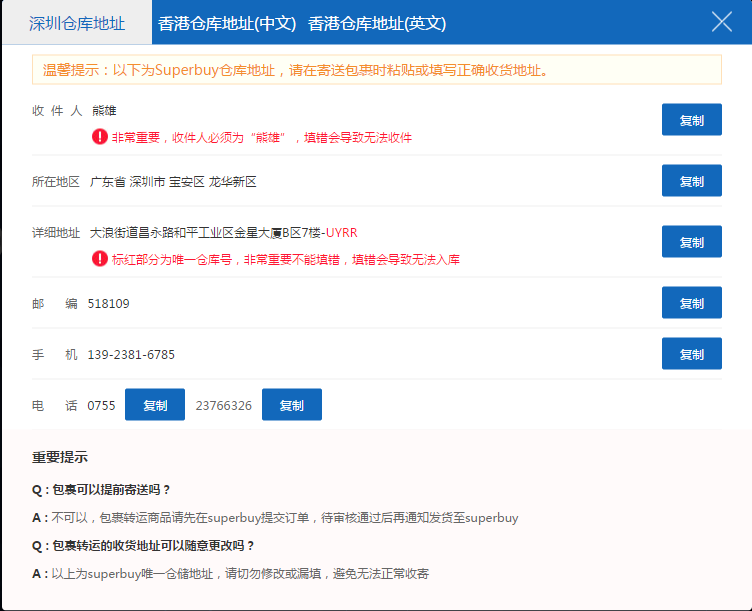 深圳仓库地址 香港仓库地址(中文) 香港仓库地址(英文)
温馨提示：以下为Superbuy仓库地址，请在寄送包裹时粘贴或填写正确收货地址。
收 件 人 熊雄 复制
非常重要，收件人必须为“熊雄”，填错会导致无法收件
所在地区 广东省 深圳市 宝安区 龙华新区 复制
详细地址 大浪街道昌永路和平工业区金星大厦B区7楼-UYRR 复制
标红部分为唯一仓库号，非常重要不能填错，填错会导致无法入库
邮 编 518109 复制
手 机 139-2381-6785 复制
电 话 0755 复制 23766326 复制
重要提示
Q：包裹可以提前寄送吗？
A：不可以，包裹转运商品请先在superbuy提交订单，待审核通过后再通知发货至superbuy
Q：包裹转运的收货地址可以随意更改吗？
A：以上为superbuy唯一仓储地址，请切勿修改或漏填，避免无法正常收寄